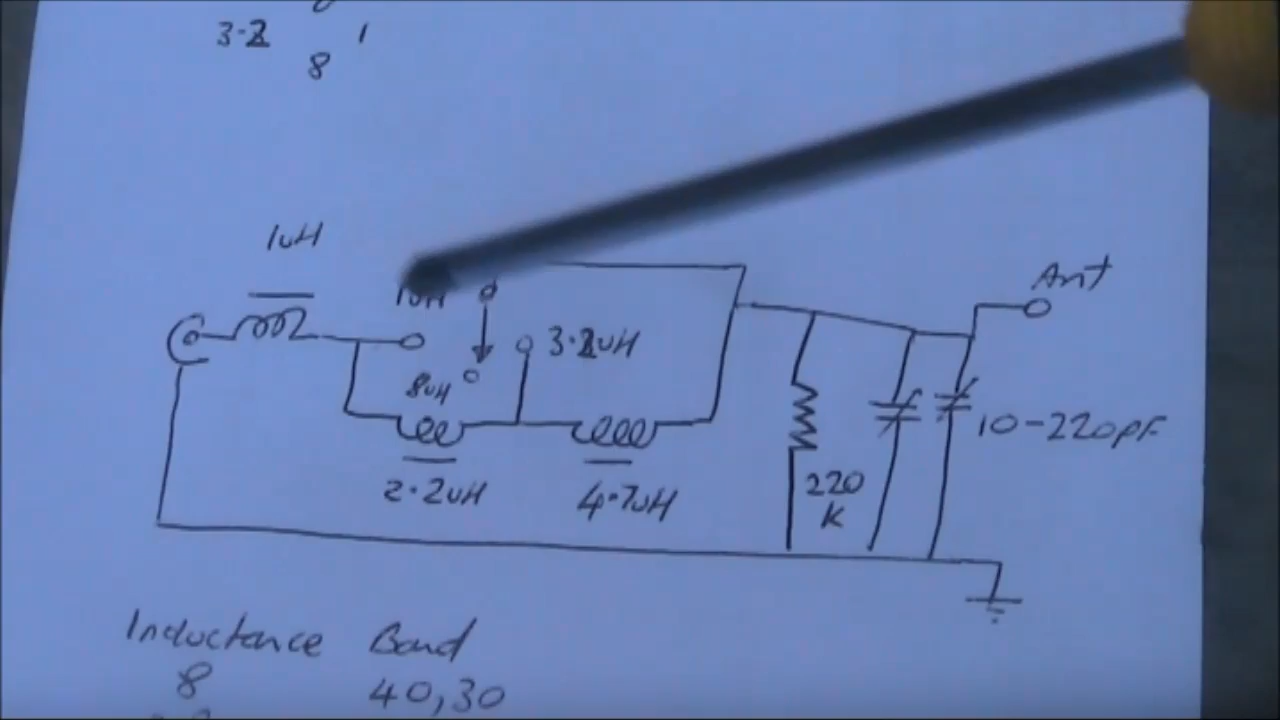 3.2 1
8
1uH
Ant
1uH
3.2uH
8uH
10-220pF
2.2uH
4.7uH
220
K
Inductance Band
8 40,30